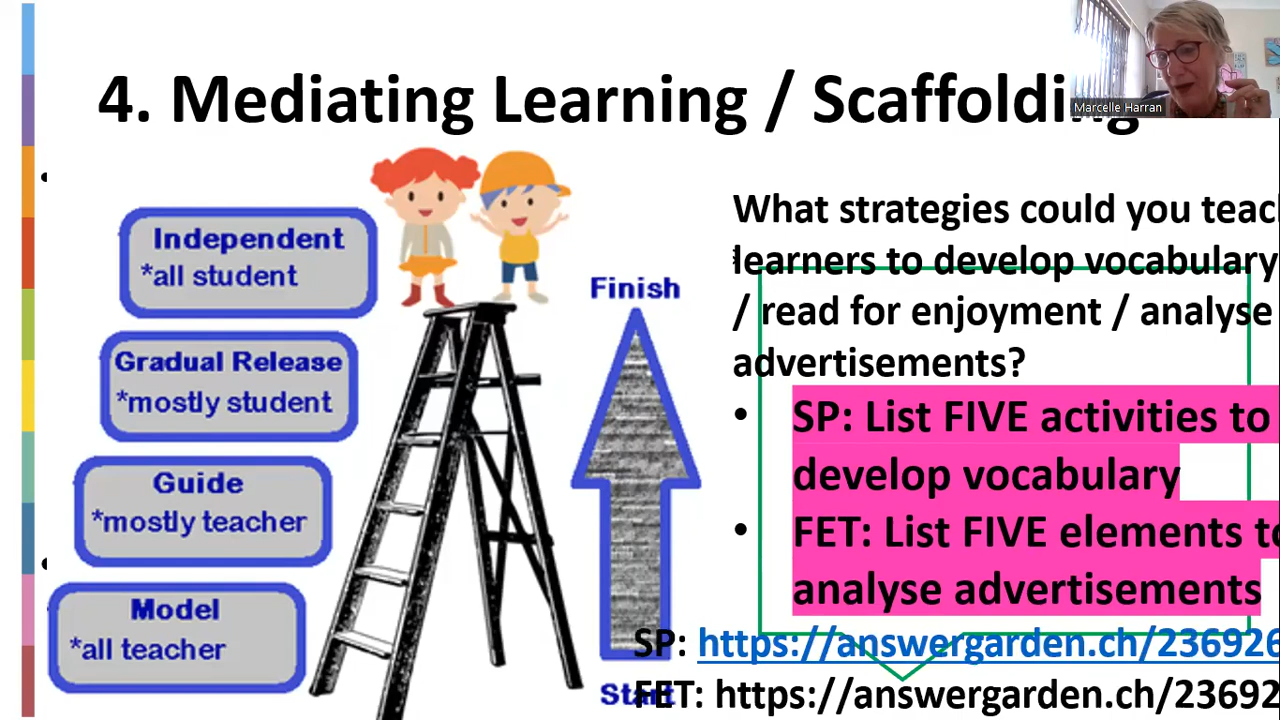 4. Mediating Learning / Scaffolding
Marcelle Harran
Independent
*all student
Gradual Release
*mostly student
Guide
*mostly teacher
Model
*all teacher
Finish
Start
What strategies could you teac
learners to develop vocabulary
/ read for enjoyment / analyse
advertisements?
• SP: List FIVE activities to
develop vocabulary
• FET: List FIVE elements to
analyse advertisements
SP: https://answergarden.ch/236926
FET: https://answergarden.ch/23692